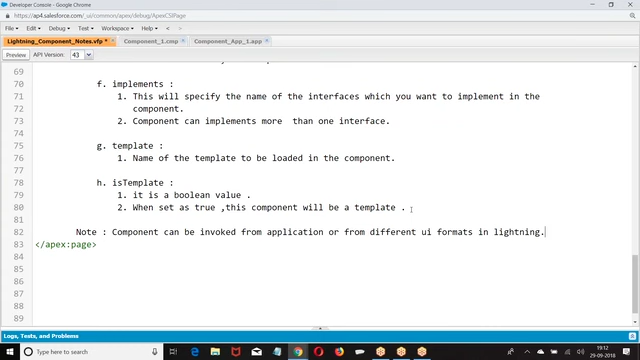 Developer Console - Google Chrome
https://ap4.salesforce.com/_ui/common/apex/debug/ApexCSIPage
File Edit Debug Test Workspace Help < >
Lightning_Component_Notes.vfp * Component_1.cmp Component_App_1.app
Preview API Version: 43
69
70 f. implements :
71 1. This will specify the name of the interfaces which you want to implement in the
72 component.
73 2. Component can implements more than one interface.
74
75 g. template :
76 1. Name of the template to be loaded in the component.
77
78 h. isTemplate :
79 1. it is a boolean value .
80 2. When set as true ,this component will be a template .
81
82 Note : Component can be invoked from application or from different ui formats in lightning.
83 </apex:page>
84
85
86
87
88
89
Logs, Tests, and Problems
Type here to search
19:12
29-09-2018